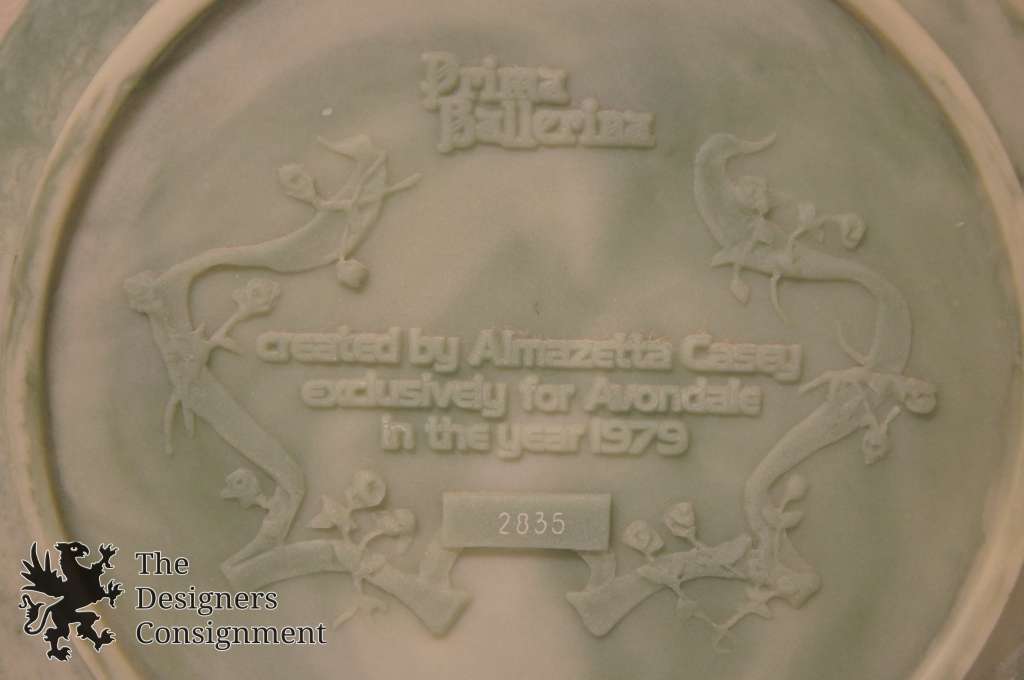 Prima
Ballerina
created by Almazetta Casey
exclusively for Avondale
in the year 1979
2835
The
Designers
Consignment